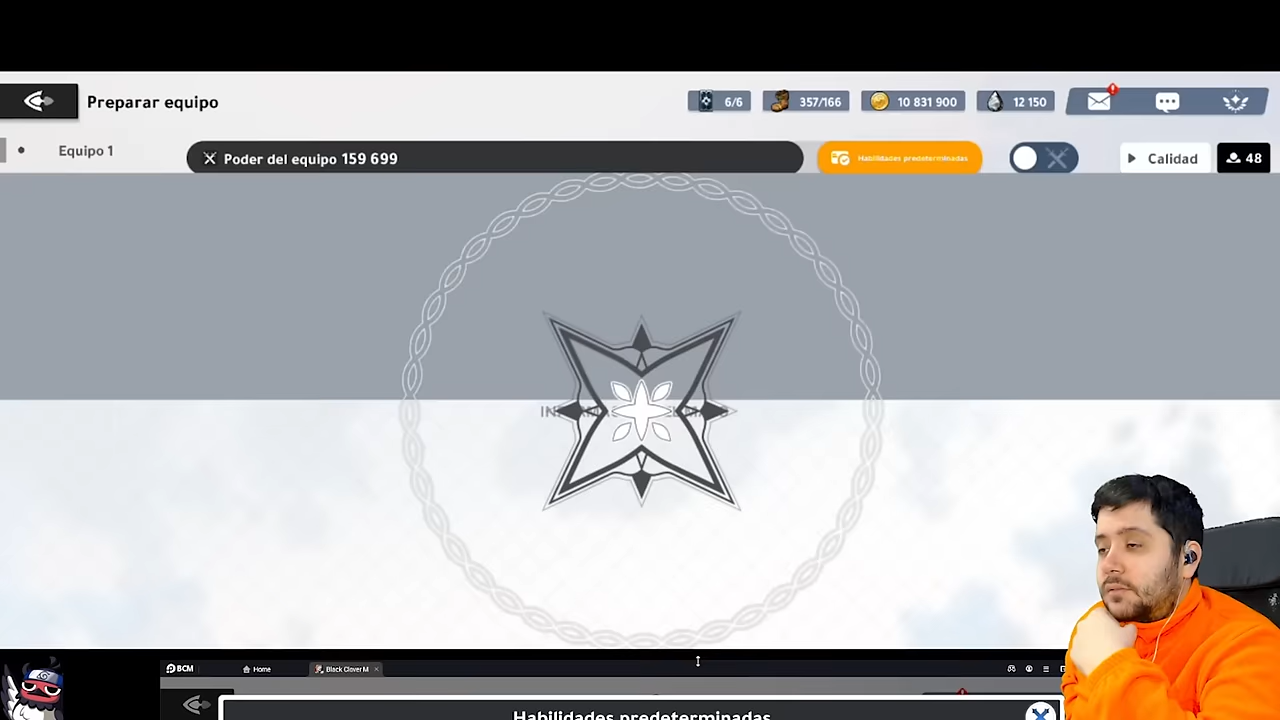 Preparar equipo
6/6
357/166
10 831 900
12 150
Equipo 1
Poder del equipo 159 699
Habilidades predeterminadas
Calidad
48
BCM
Home
Black Clover M
Habilidades predeterminadas